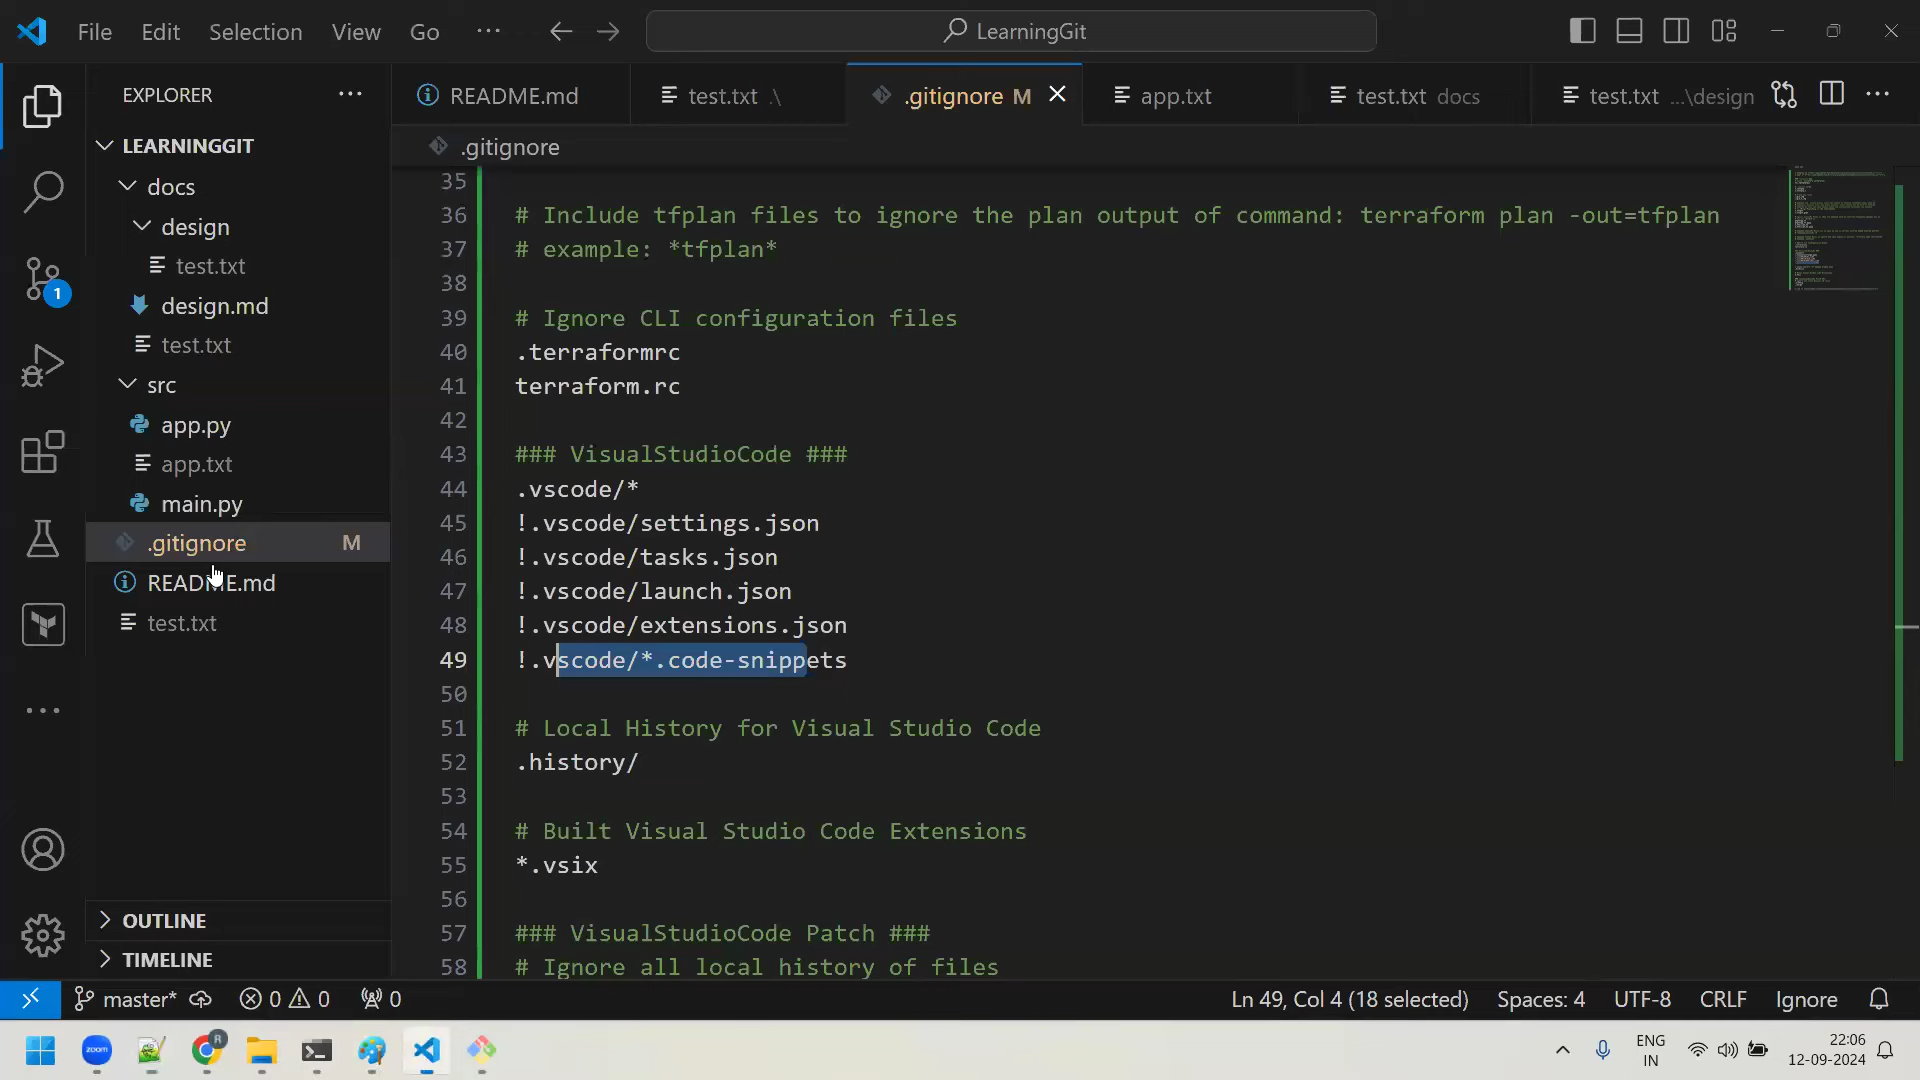 File Edit Selection View Go ··· LearningGit
EXPLORER ···
README.md
test.txt .\
.gitignore M
app.txt
test.txt docs
test.txt ...\design
LEARNINGGIT
docs
design
test.txt
design.md
test.txt
src
app.py
app.txt
main.py
.gitignore M
README.md
test.txt
OUTLINE
TIMELINE
1
.gitignore
35
36 # Include tfplan files to ignore the plan output of command: terraform plan -out=tfplan
37 # example: *tfplan*
38
39 # Ignore CLI configuration files
40 .terraformrc
41 terraform.rc
42
43 ### VisualStudioCode ###
44 .vscode/*
45 !.vscode/settings.json
46 !.vscode/tasks.json
47 !.vscode/launch.json
48 !.vscode/extensions.json
49 !.vscode/*.code-snippets
50
51 # Local History for Visual Studio Code
52 .history/
53
54 # Built Visual Studio Code Extensions
55 *.vsix
56
57 ### VisualStudioCode Patch ###
58 # Ignore all local history of files
master* 0 0 0 Ln 49, Col 4 (18 selected) Spaces: 4 UTF-8 CRLF Ignore
zoom
R
ENG
IN
22:06
12-09-2024